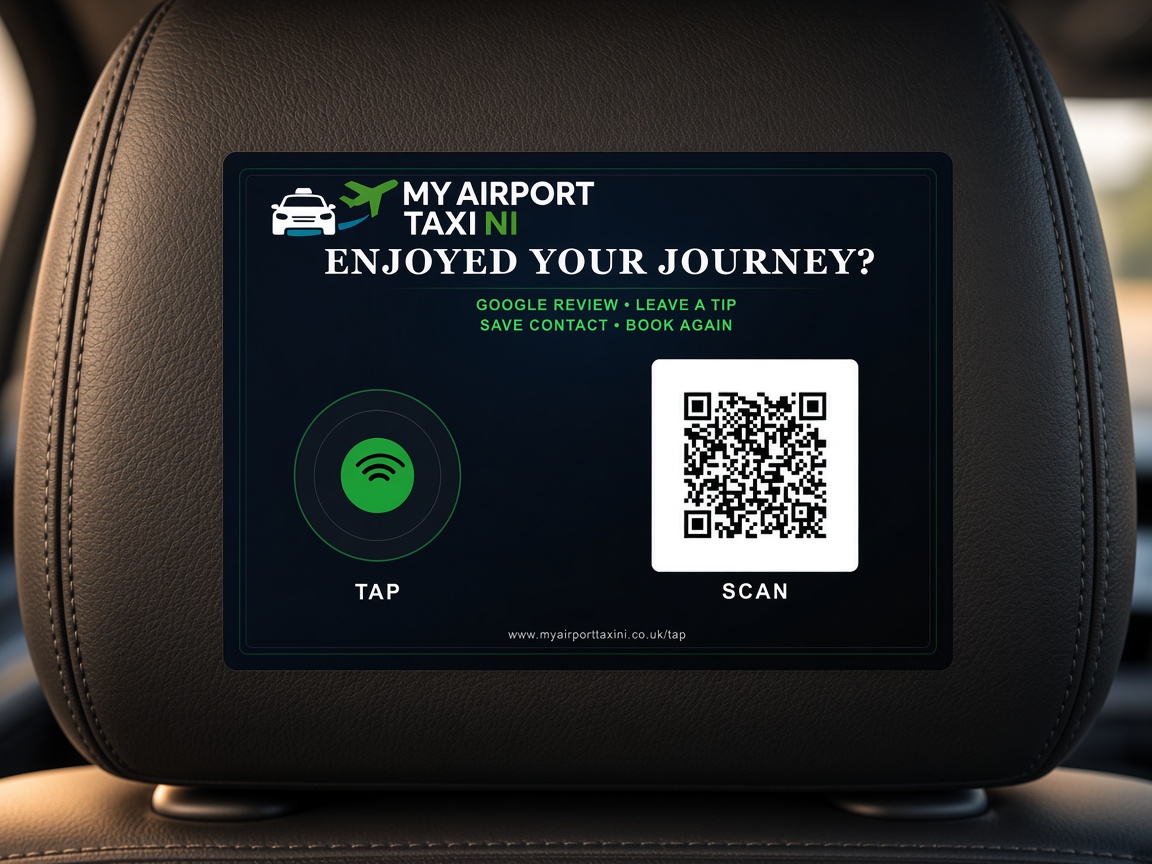 MY AIRPORT
TAXI NI
ENJOYED YOUR JOURNEY?
GOOGLE REVIEW • LEAVE A TIP
SAVE CONTACT • BOOK AGAIN
TAP
SCAN
www.myairporttaxini.co.uk/tap